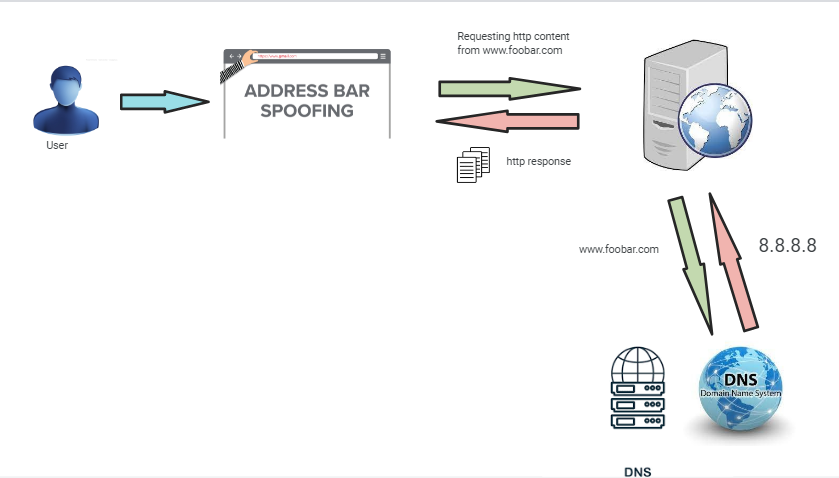 Requesting http content
from www.foobar.com
ADDRESS BAR
SPOOFING
User
http response
www.foobar.com
8.8.8.8
DNS
Domain Name System
DNS